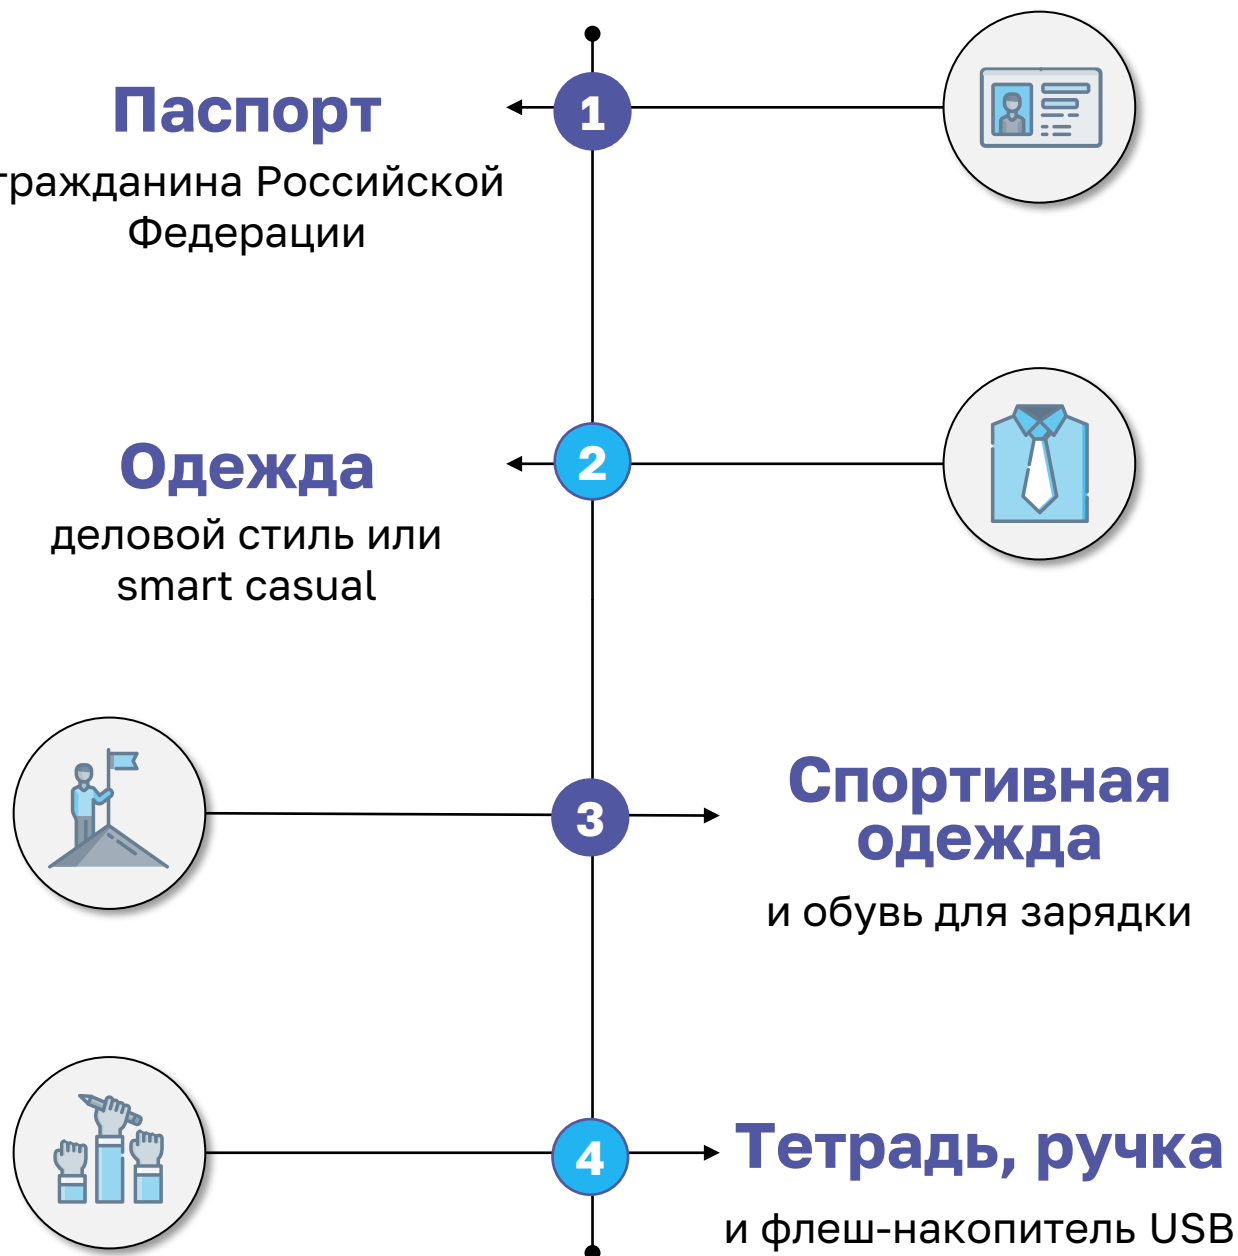 Паспорт
1
гражданина Российской
Федерации
Одежда
2
деловой стиль или
smart casual
3
Спортивная
одежда
и обувь для зарядки
4
Тетрадь, ручка
и флеш-накопитель USB